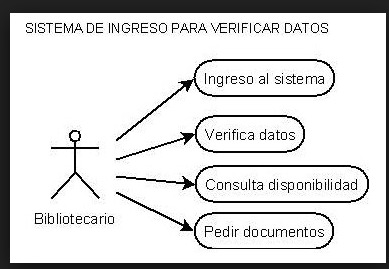 SISTEMA DE INGRESO PARA VERIFICAR DATOS
Ingreso al sistema
Verifica datos
Consulta disponibilidad
Pedir documentos
Bibliotecario